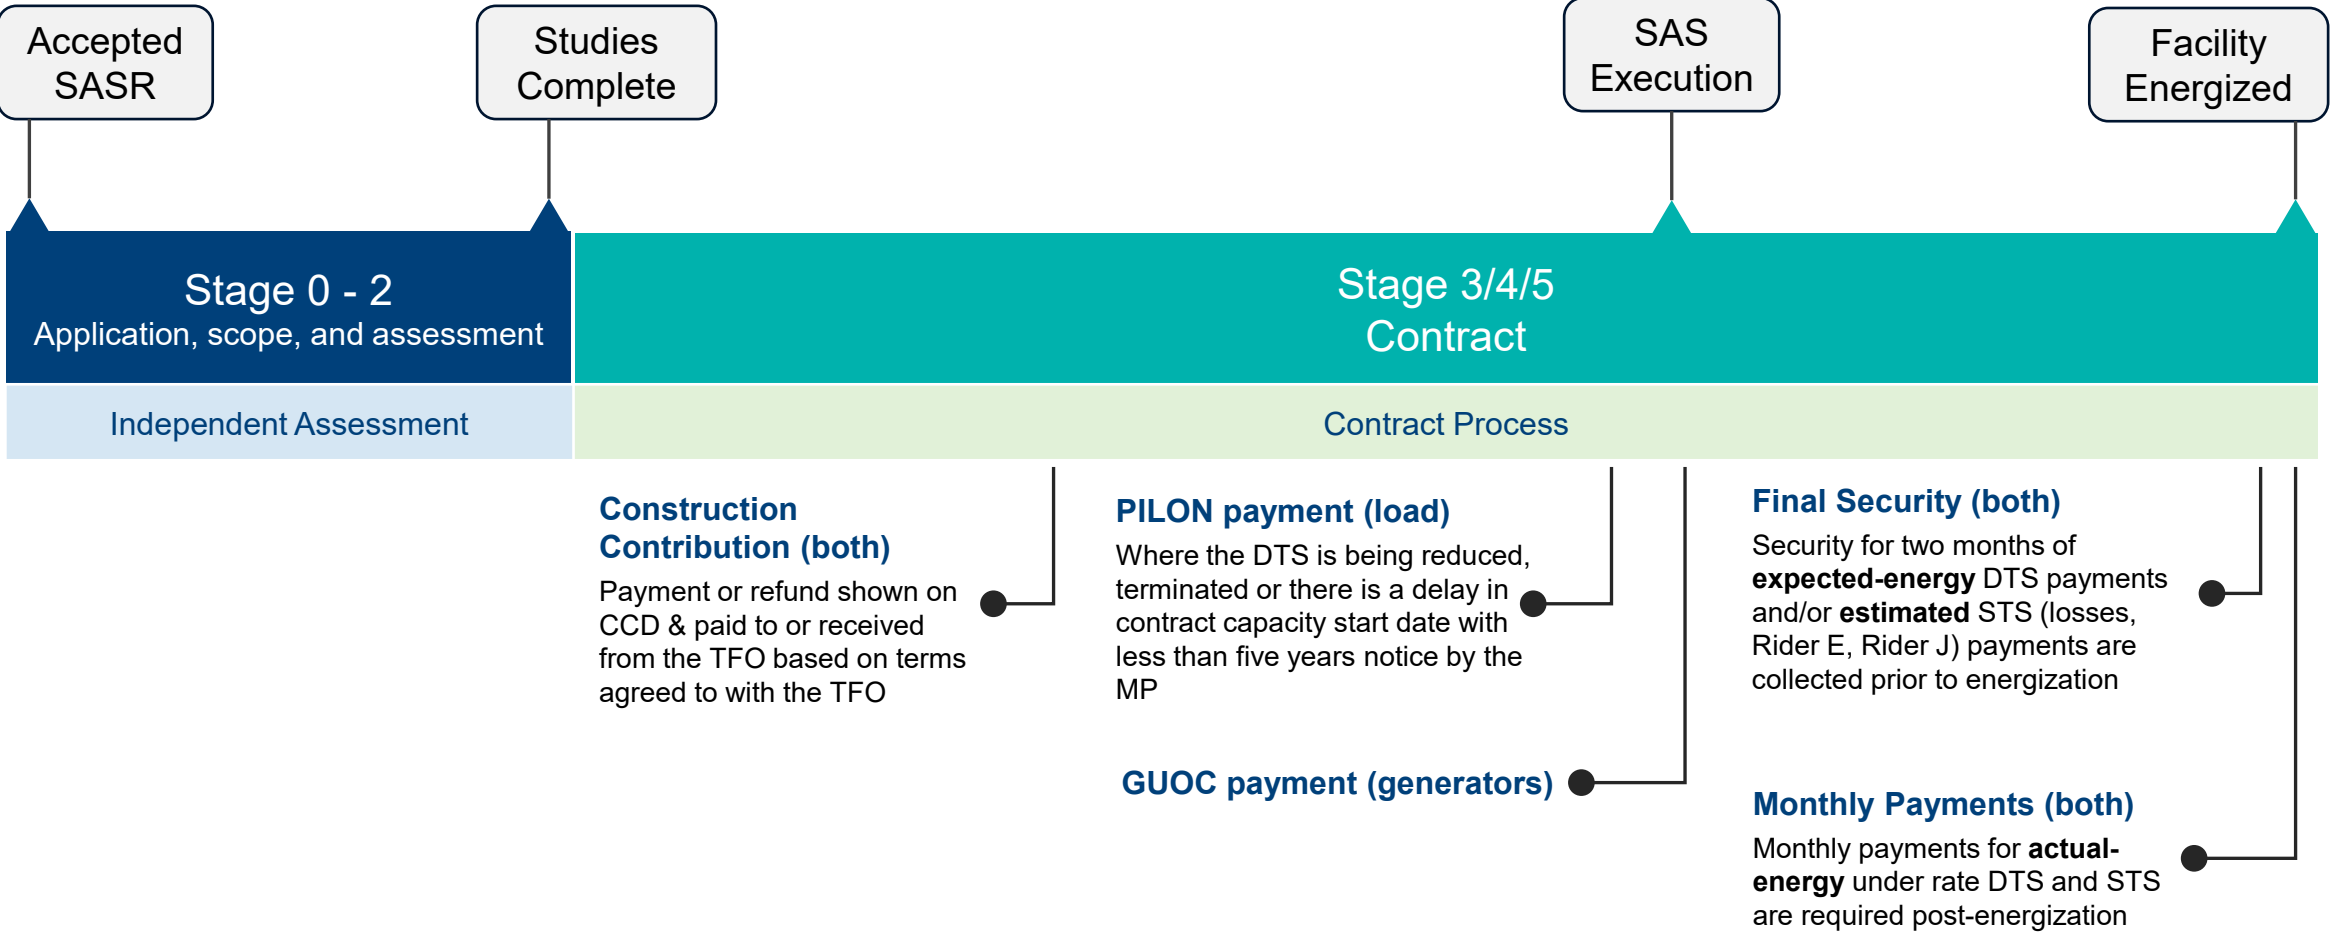 Accepted
SASR
Studies
Complete
SAS
Execution
Facility
Energized
Stage 0 - 2
Application, scope, and assessment
Stage 3/4/5
Contract
Independent Assessment
Contract Process
Construction
Contribution (both)
Payment or refund shown on
CCD & paid to or received
from the TFO based on terms
agreed to with the TFO
PILON payment (load)
Where the DTS is being reduced,
terminated or there is a delay in
contract capacity start date with
less than five years notice by the
MP
GUOC payment (generators)
Final Security (both)
Security for two months of
expected-energy DTS payments
and/or estimated STS (losses,
Rider E, Rider J) payments are
collected prior to energization
Monthly Payments (both)
Monthly payments for actual-
energy under rate DTS and STS
are required post-energization